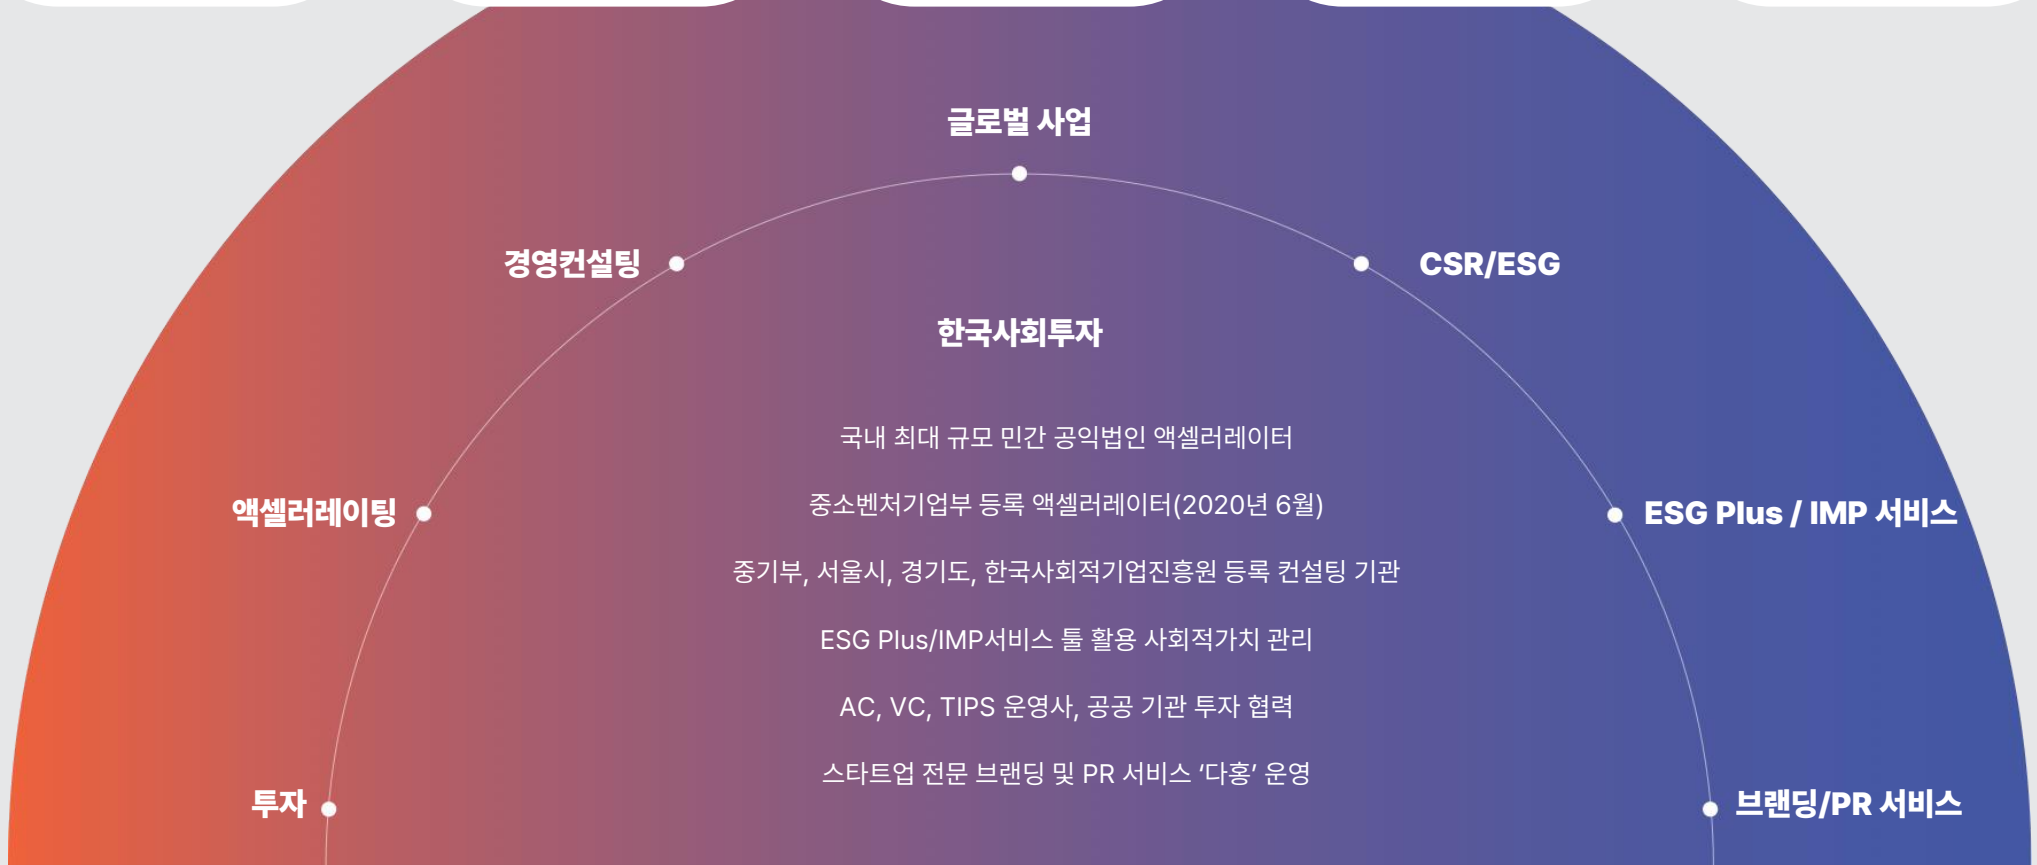 글로벌 사업
경영컨설팅
CSR/ESG
한국사회투자
국내 최대 규모 민간 공익법인 액셀러레이터
중소벤처기업부 등록 액셀러레이터(2020년 6월)
액셀러레이팅
ESG Plus / IMP 서비스
중기부, 서울시, 경기도, 한국사회적기업진흥원 등록 컨설팅 기관
ESG Plus/IMP서비스 툴 활용 사회적가치 관리
AC, VC, TIPS 운영사, 공공 기관 투자 협력
스타트업 전문 브랜딩 및 PR 서비스 ‘다홍’ 운영
투자
브랜딩/PR 서비스